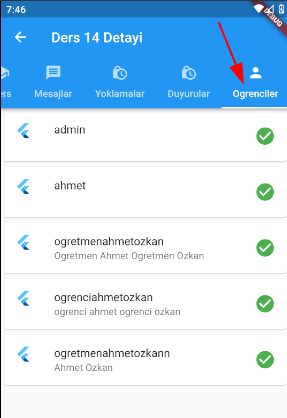 7:46
DEBUG
Ders 14 Detayi
ers
Mesajlar
Yoklamalar
Duyurular
Ogrenciler
admin
ahmet
ogretmenahmetozkan
Ogretmen Ahmet Ogretmen Ozkan
ogrenciahmetozkan
ogrenci ahmet ogrenci ozkan
ogretmenahmetozkann
Ahmet Ozkan